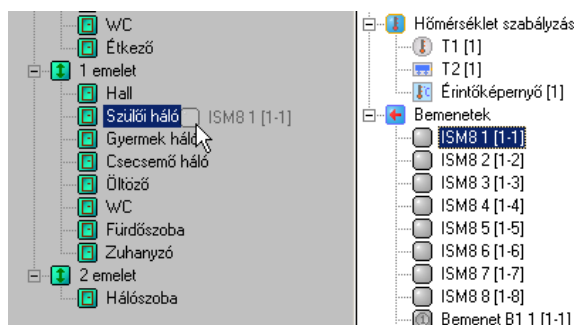 WC
Étkező
1 emelet
Hall
Szülői háló
ISM8 1 [1-1]
Gyermek háló
Csecsemő háló
Öltöző
WC
Fürdőszoba
Zuhanyzó
2 emelet
Hálószoba
Hőmérséklet szabályzás
T1 [1]
T2 [1]
Érintőképernyő [1]
Bemenetek
ISM8 1 [1-1]
ISM8 2 [1-2]
ISM8 3 [1-3]
ISM8 4 [1-4]
ISM8 5 [1-5]
ISM8 6 [1-6]
ISM8 7 [1-7]
ISM8 8 [1-8]
Bemenet B1 1 [1-1]